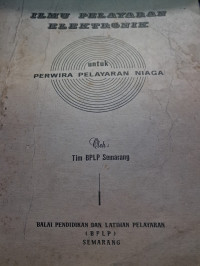 ILMU PELAYARAN
ELEKTRONIK
untuk
PERWIRA PELAYARAN NIAGA
Oleh :
Tim BPLP Semarang
BALAI PENDIDIKAN DAN LATIHAN PELAYARAN
( BPLP )
SEMARANG